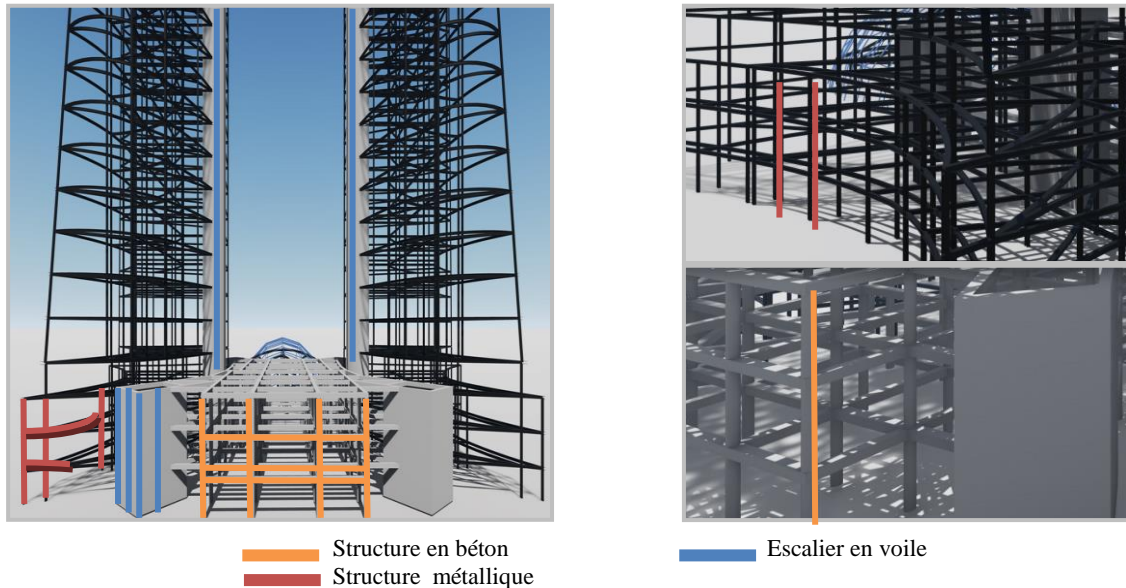 Structure en béton
Escalier en voile
Structure métallique